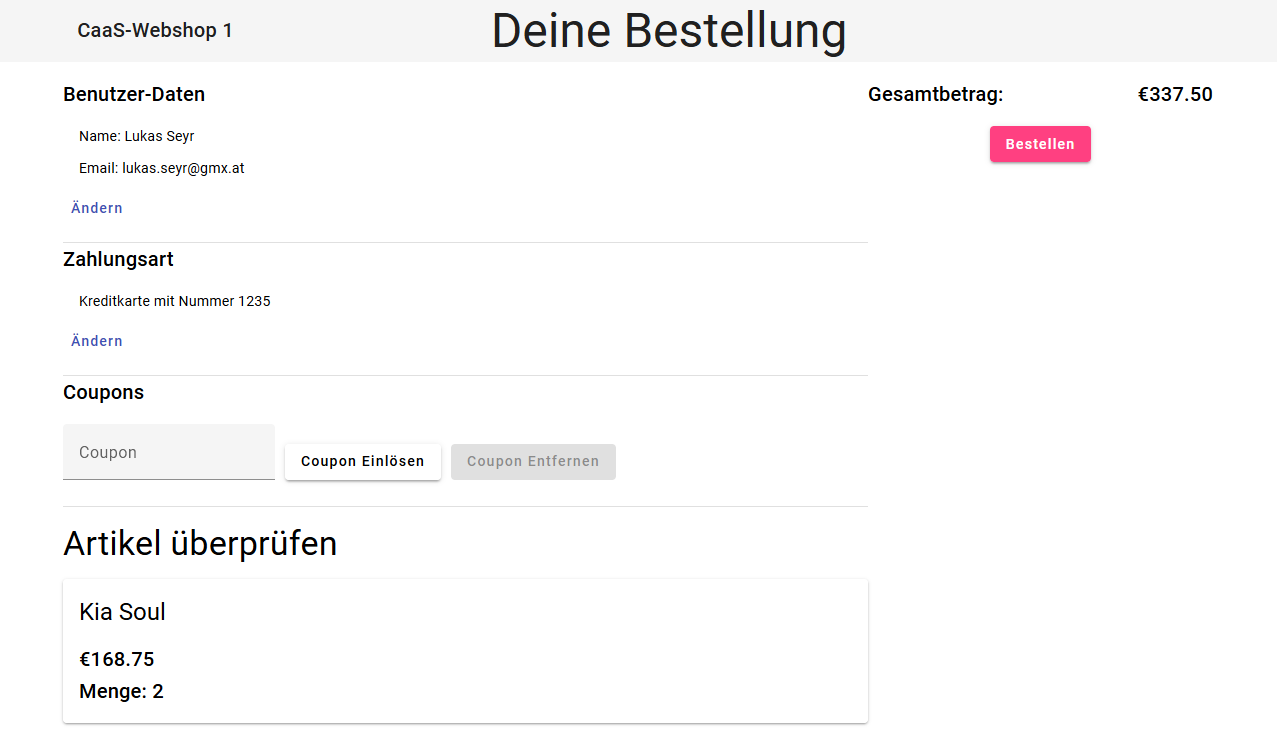 CaaS-Webshop 1
Deine Bestellung
Benutzer-Daten
Name: Lukas Seyr
Email: lukas.seyr@gmx.at
Ändern
Zahlungsart
Kreditkarte mit Nummer 1235
Ändern
Coupons
Coupon
Coupon Einlösen
Coupon Entfernen
Artikel überprüfen
Kia Soul
€168.75
Menge: 2
Gesamtbetrag:
€337.50
Bestellen